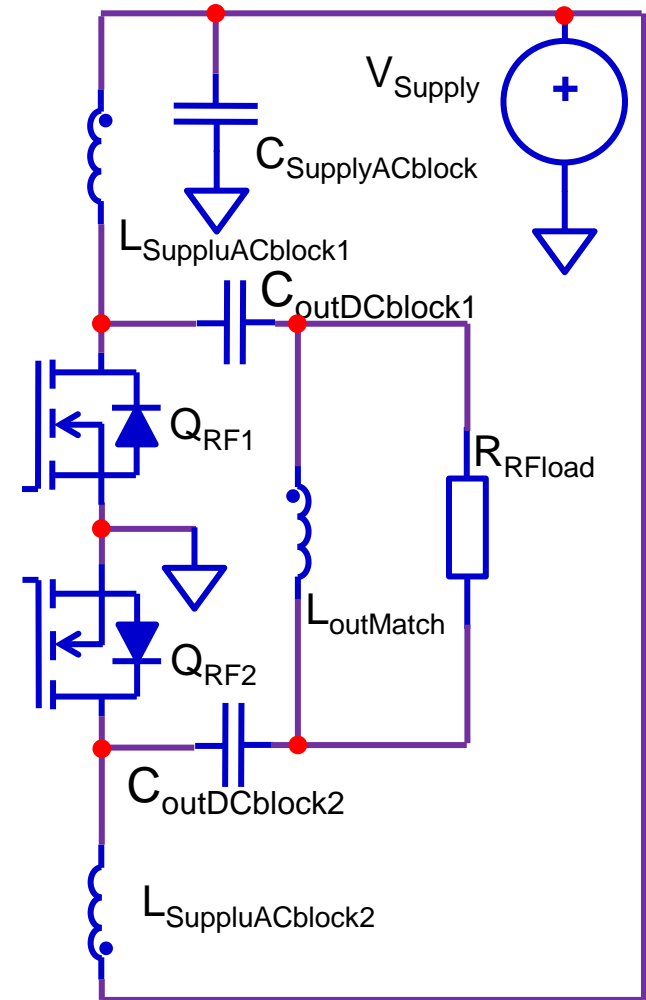 V_Supply
+
C_SupplyACblock
L_SuppluACblock1
C_outDCblock1
Q_RF1
R_RFload
L_outMatch
Q_RF2
C_outDCblock2
L_SuppluACblock2